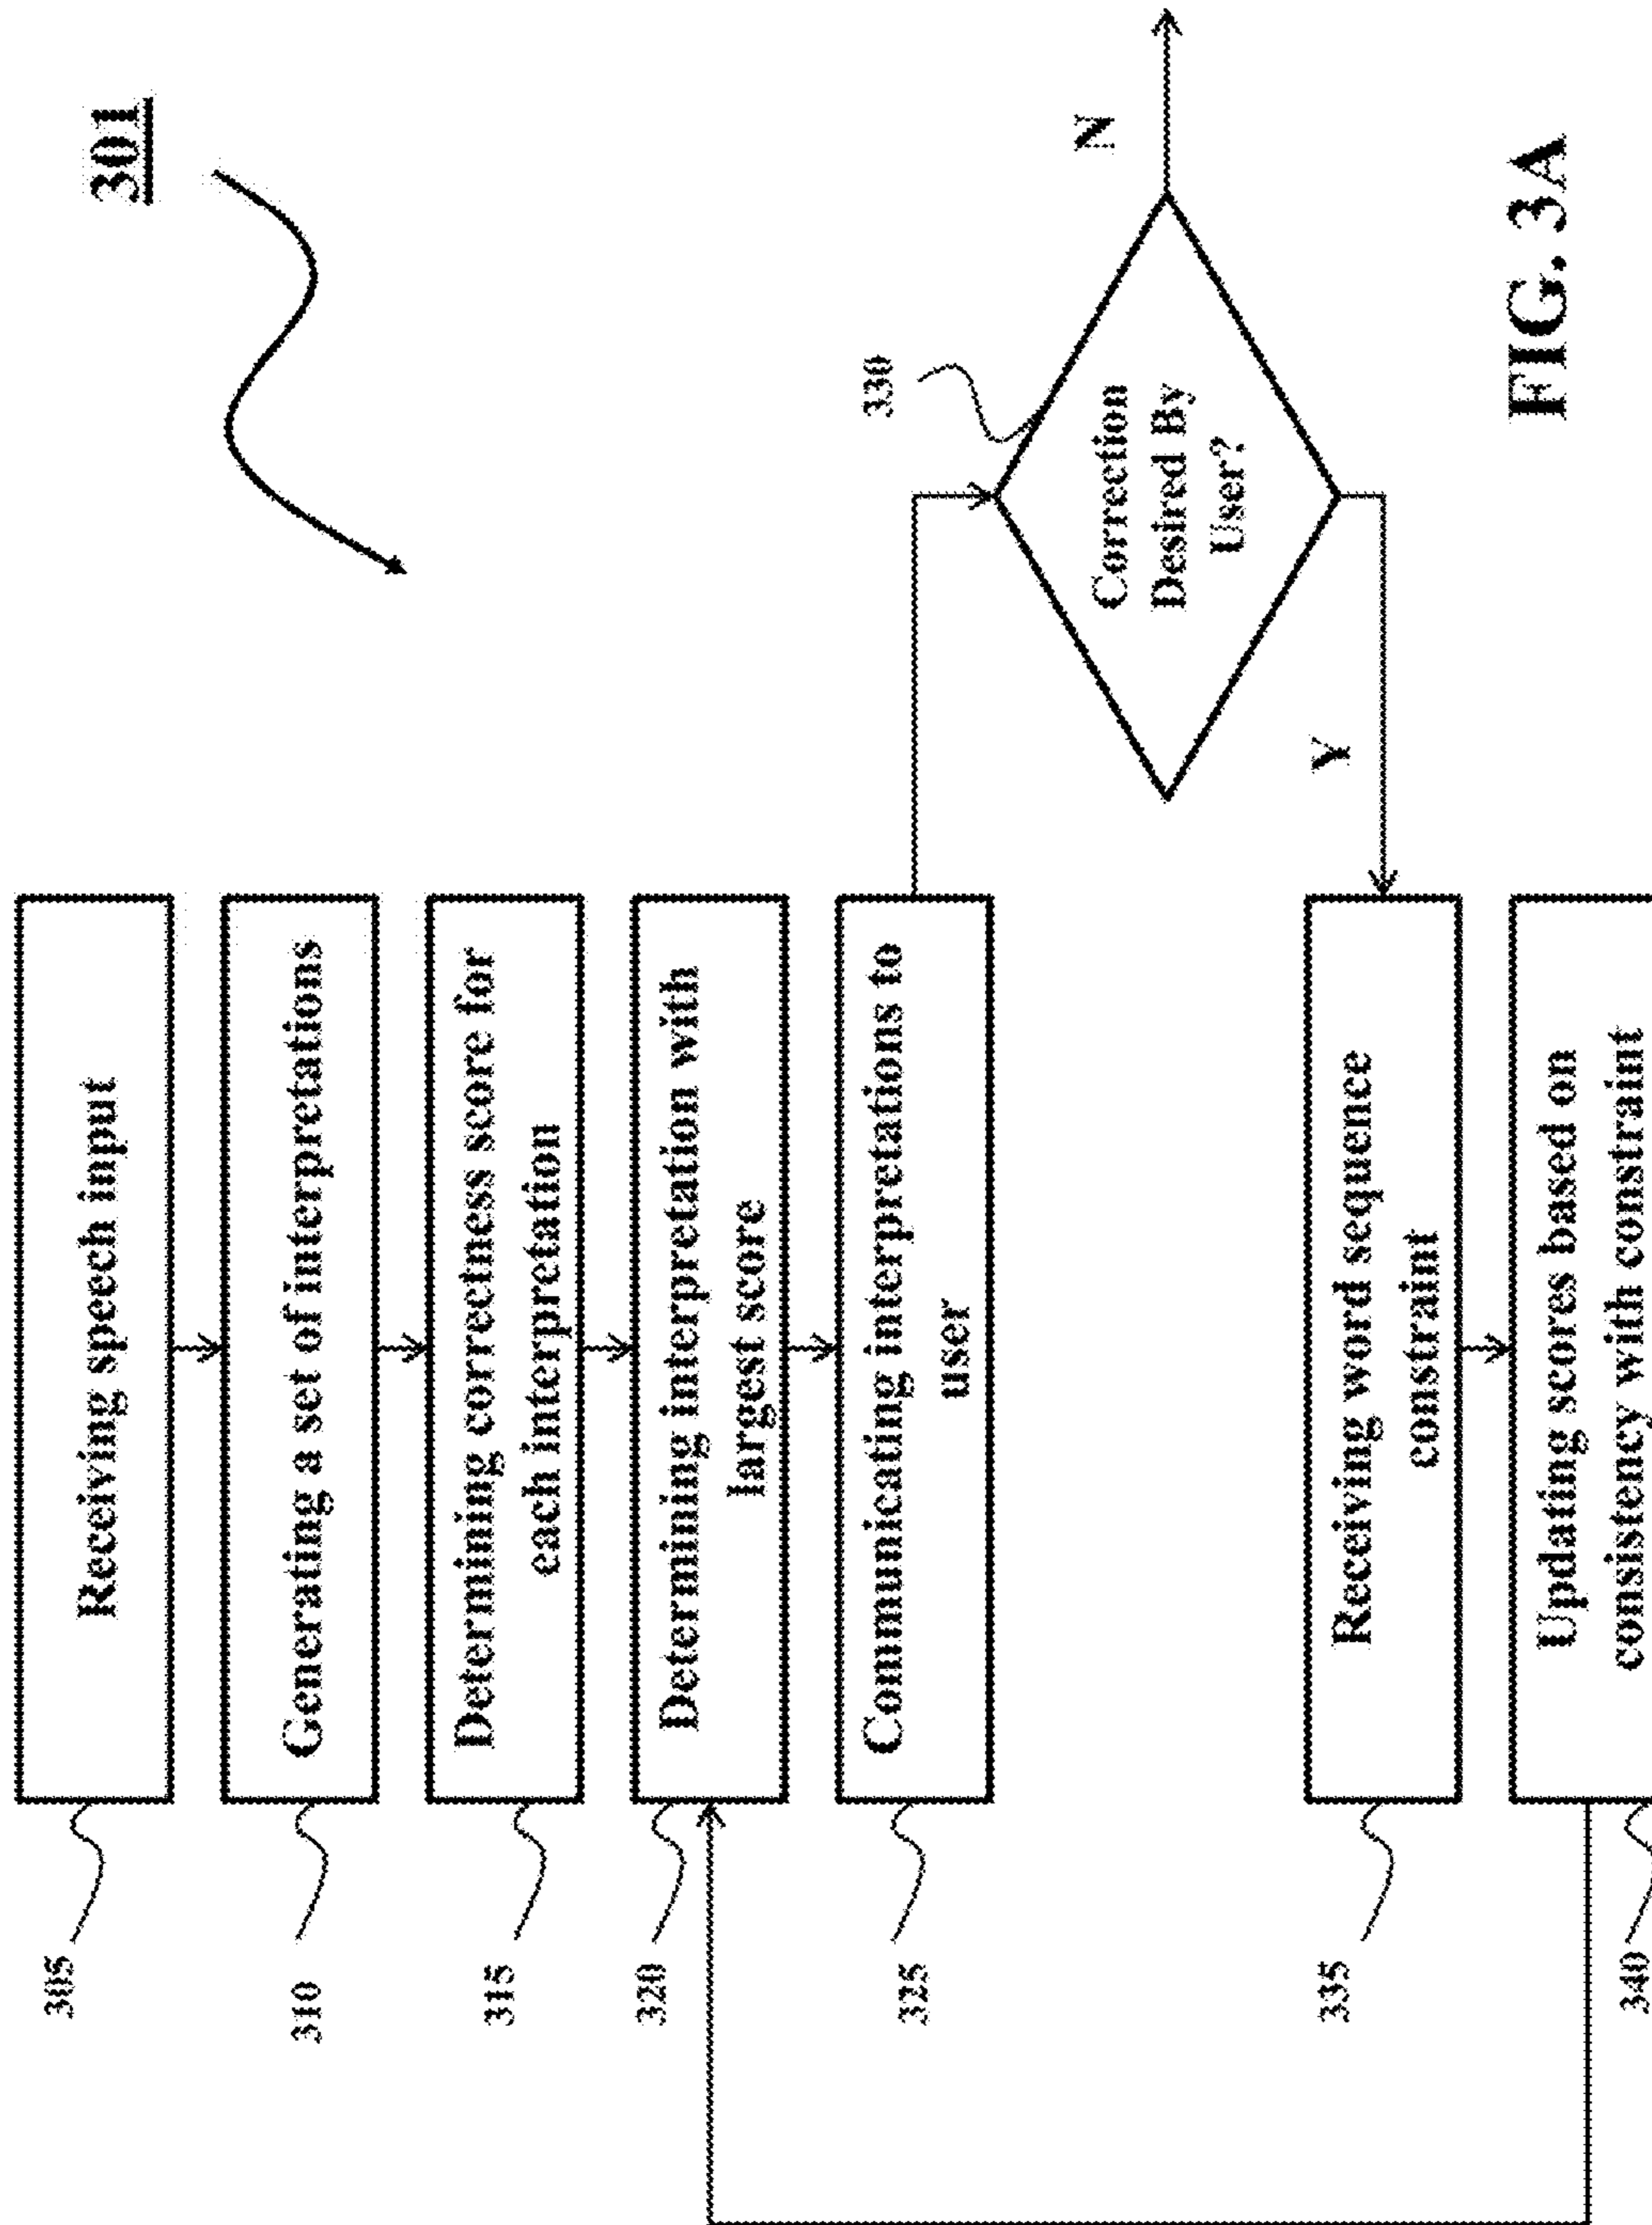 301
305
Receiving speech input
310
Generating a set of interpretations
315
Determining correctness score for
each interpretation
320
Determining interpretation with
largest score
325
Communicating interpretations to
user
330
Correction
Desired By
User?
N
Y
335
Receiving word sequence
constraint
340
Updating scores based on
consistency with constraint
FIG. 3A